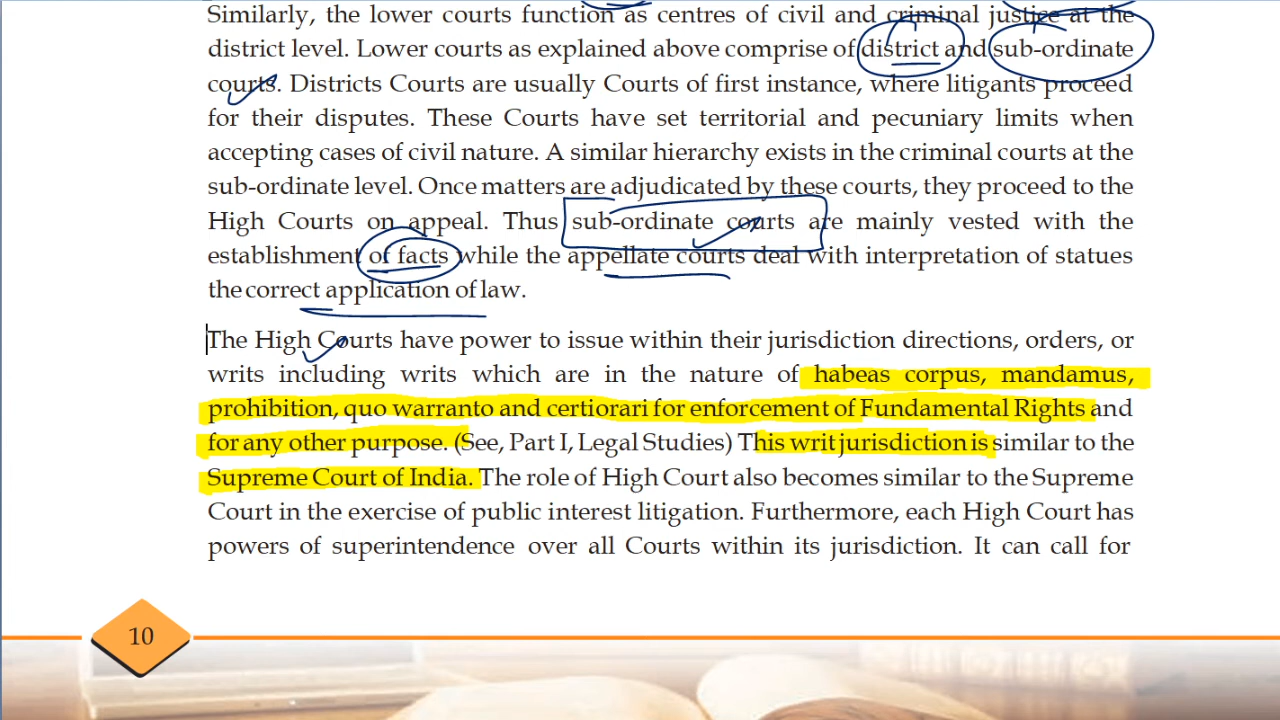 Similarly, the lower courts function as centres of civil and criminal justice at the
district level. Lower courts as explained above comprise of district and sub-ordinate
courts. Districts Courts are usually Courts of first instance, where litigants proceed
for their disputes. These Courts have set territorial and pecuniary limits when
accepting cases of civil nature. A similar hierarchy exists in the criminal courts at the
sub-ordinate level. Once matters are adjudicated by these courts, they proceed to the
High Courts on appeal. Thus sub-ordinate courts are mainly vested with the
establishment of facts while the appellate courts deal with interpretation of statues
the correct application of law.
The High Courts have power to issue within their jurisdiction directions, orders, or
writs including writs which are in the nature of habeas corpus, mandamus,
prohibition, quo warranto and certiorari for enforcement of Fundamental Rights and
for any other purpose. (See, Part I, Legal Studies) This writ jurisdiction is similar to the
Supreme Court of India. The role of High Court also becomes similar to the Supreme
Court in the exercise of public interest litigation. Furthermore, each High Court has
powers of superintendence over all Courts within its jurisdiction. It can call for
10